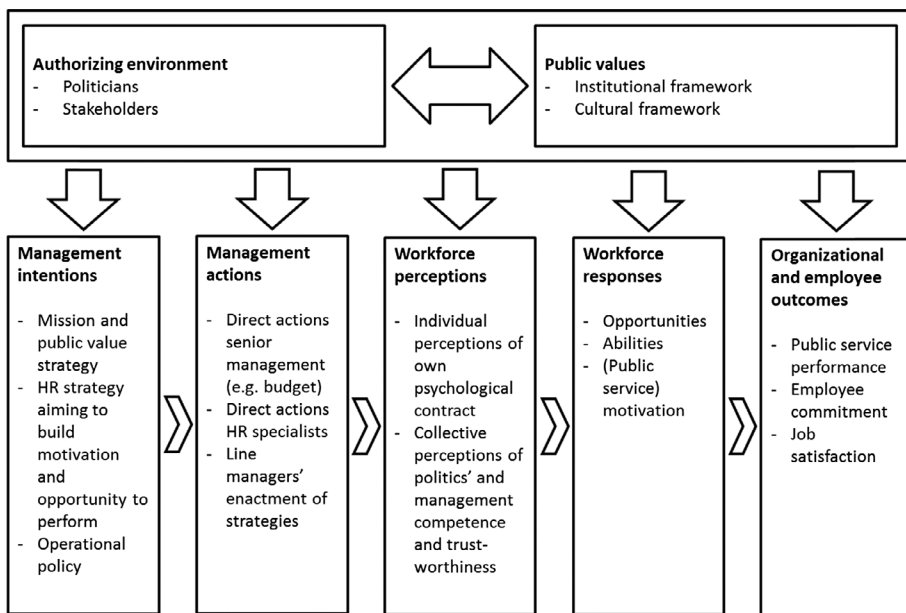 Authorizing environment
- Politicians
- Stakeholders
Public values
- Institutional framework
- Cultural framework
Management
intentions
- Mission and
public value
strategy
- HR strategy
aiming to
build
motivation
and
opportunity to
perform
- Operational
policy
Management
actions
- Direct actions
senior
management
(e.g. budget)
- Direct actions
HR specialists
- Line
managers’
enactment of
strategies
Workforce
perceptions
- Individual
perceptions of
own
psychological
contract
- Collective
perceptions of
politics’ and
management
competence
and trust-
worthiness
Workforce
responses
- Opportunities
- Abilities
- (Public
service)
motivation
Organizational
and employee
outcomes
- Public service
performance
- Employee
commitment
- Job
satisfaction